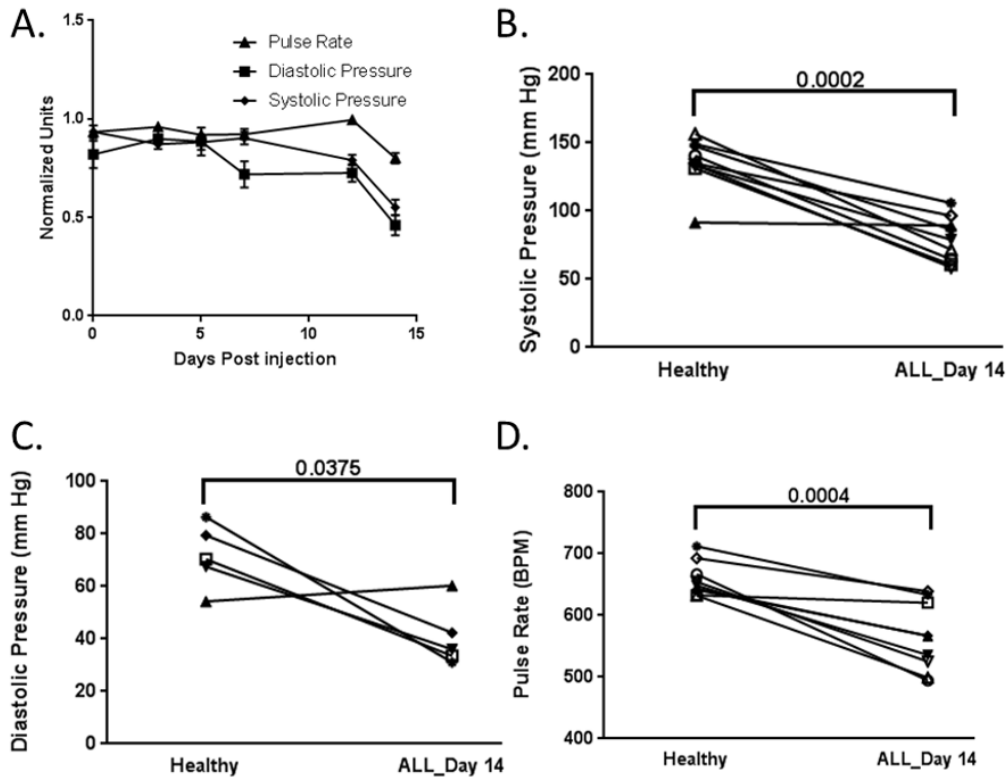 A.
1.5
1.0
0.5
0.0
Normalized Units
Pulse Rate
Diastolic Pressure
Systolic Pressure
0 5 10 15
Days Post injection
B.
200
150
100
50
0
Systolic Pressure (mm Hg)
0.0002
Healthy ALL_Day 14
C.
100
80
60
40
20
0
Diastolic Pressure (mm Hg)
0.0375
Healthy ALL_Day 14
D.
800
700
600
500
400
Pulse Rate (BPM)
0.0004
Healthy ALL_Day 14